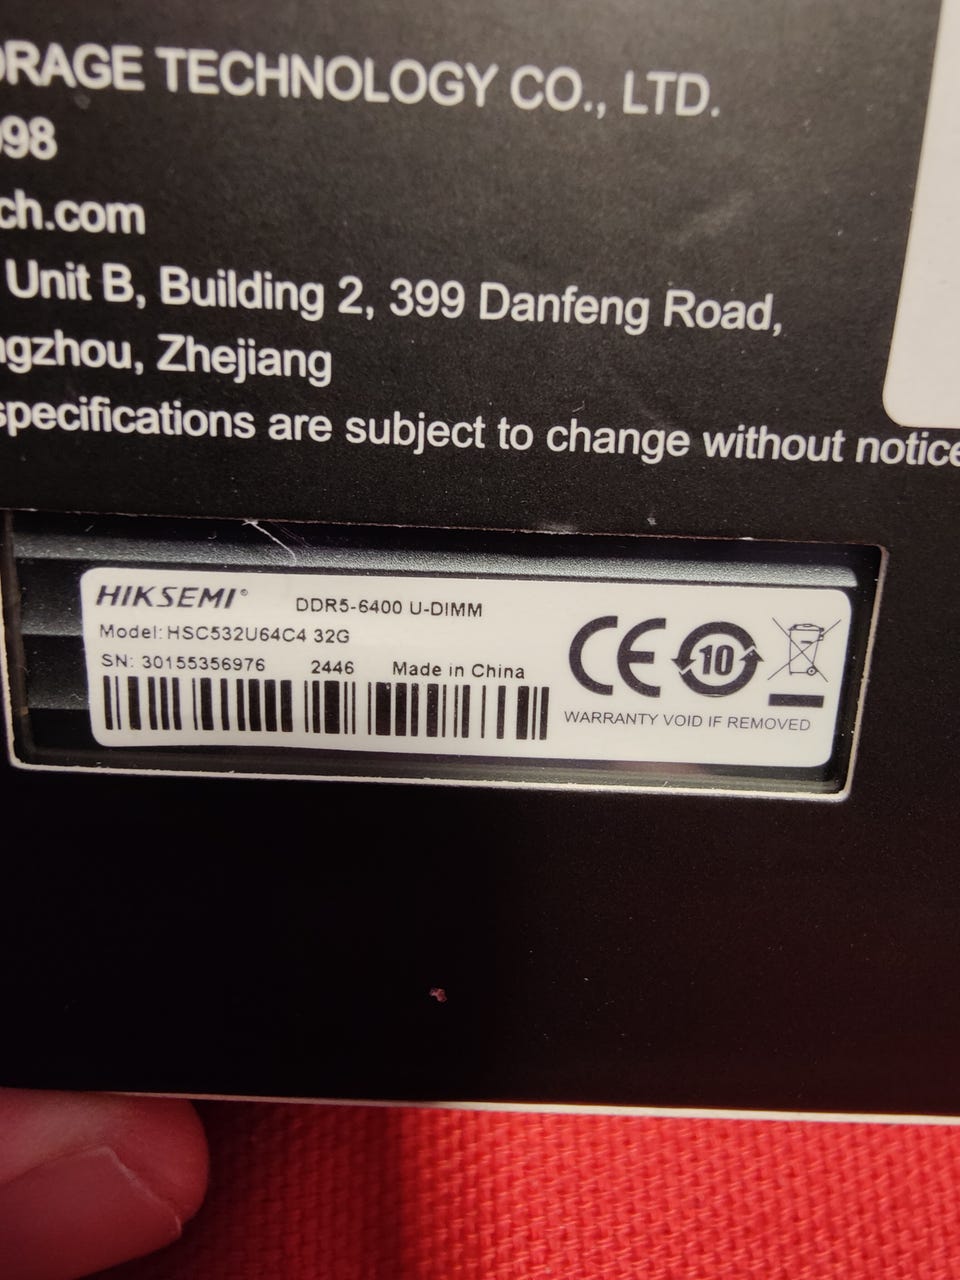 ORAGE TECHNOLOGY CO., LTD.
98
ch.com
Unit B, Building 2, 399 Danfeng Road,
ngzhou, Zhejiang
specifications are subject to change without notice
HIKSEMI® DDR5-6400 U-DIMM
Model: HSC532U64C4 32G
SN: 30155356976 2446 Made in China
CE 10
WARRANTY VOID IF REMOVED